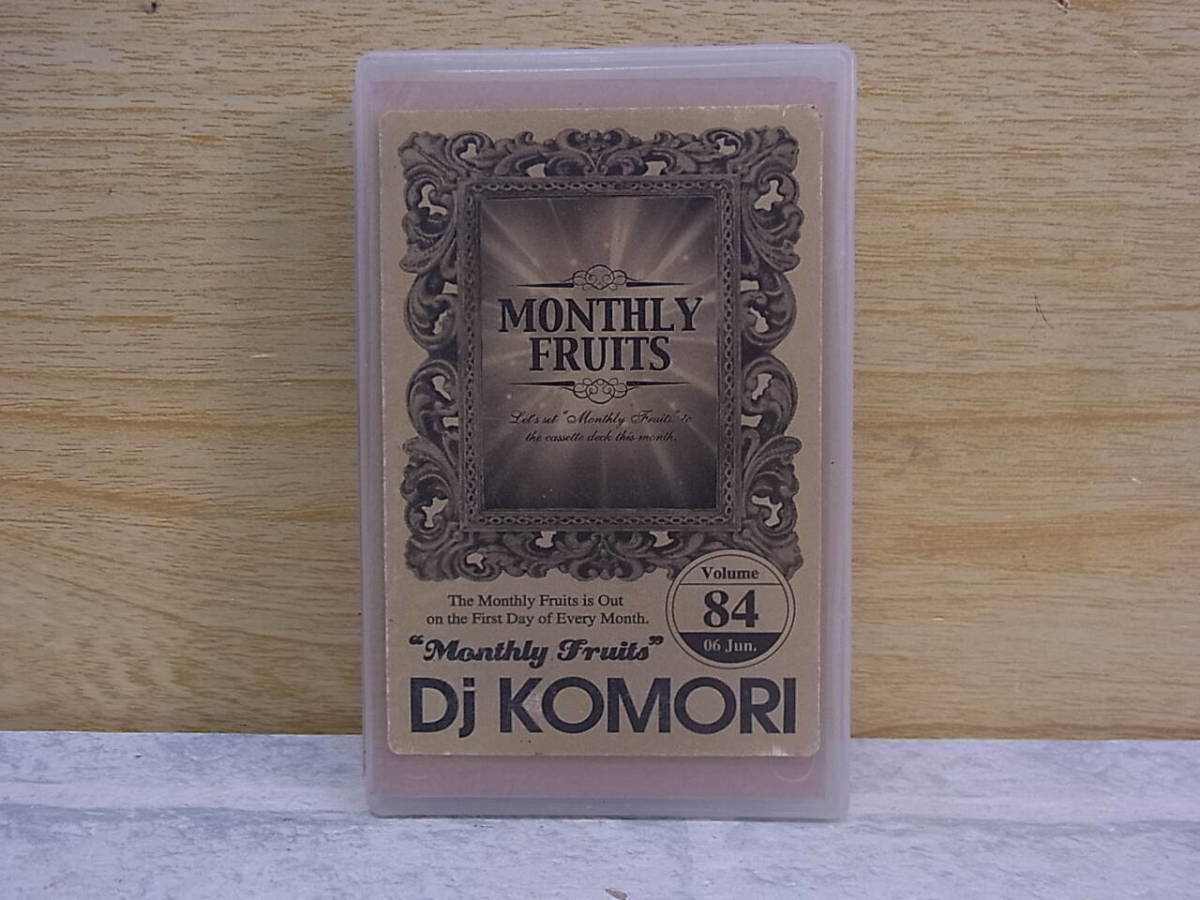 MONTHLY
FRUITS
Let's set "Monthly Fruits" to
the cassette deck this month.
The Monthly Fruits is Out
on the First Day of Every Month.
"Monthly Fruits"
Dj KOMORI
Volume
84
06 Jun.